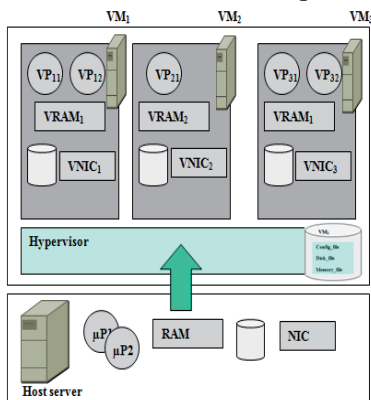 VM1 VM2 VM3
VP11 VP12 VP21 VP31 VP32
VRAM1 VRAM2 VRAM1
VNIC1 VNIC2 VNIC3
Hypervisor
VM1
Config_file
Disk_file
Memory_file
µP1 µP2 RAM NIC
Host server